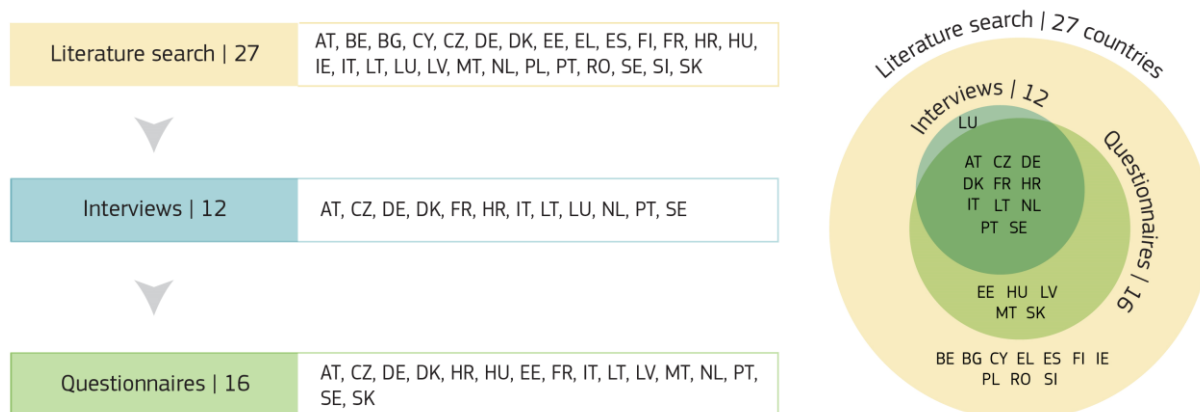 Literature search | 27
AT, BE, BG, CY, CZ, DE, DK, EE, EL, ES, FI, FR, HR, HU,
IE, IT, LT, LU, LV, MT, NL, PL, PT, RO, SE, SI, SK
Interviews | 12
AT, CZ, DE, DK, FR, HR, IT, LT, LU, NL, PT, SE
Questionnaires | 16
AT, CZ, DE, DK, HR, HU, EE, FR, IT, LT, LV, MT, NL, PT,
SE, SK
Literature search | 27 countries
Interviews | 12
Questionnaires | 16
LU
AT CZ DE
DK FR HR
IT LT NL
PT SE
EE HU LV
MT SK
BE BG CY EL ES FI IE
PL RO SI